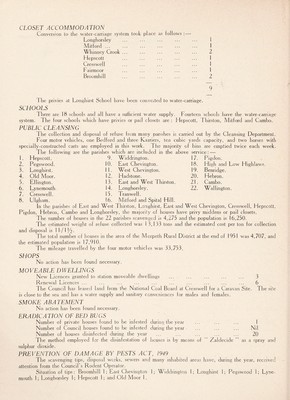 CLOSET ACCOMMODATION
Conversion to the water-carriage system took place as follows :—
Longhorsley ... ... ... ... 1
Mitford ... ... ... ... ... 1
Whinney Crook ... ... ... ... 2
Hepscott ... ... ... ... 1
Cresswell ... ... ... ... 1
Fairmoor ... ... ... ... 1
Broomhill ... ... ... ... 2
9
The privies at Longhirst School have been converted to water-carriage.
SCHOOLS
There are 18 schools and all have a sufficient water supply. Fourteen schools have the water-carriage
system. The four schools which have privies or pail closets are : Hepscott, Thirston, Mitford and Cambo.
PUBLIC CLEANSING
The collection and disposal of refuse from many parishes is carried out by the Cleansing Department.
Four motor vehicles, one Bedford and three Karriers, six cubic yards capacity, and two horses with
specially-constructed carts are employed in this work. The majority of bins are emptied twice each week.
The following are the parishes which are included in the above service :—
1. Hepscott. 9. Widdrington. 17. Pigdon.
2. Pegswood. 10. East Chevington. 18. High and Low Highlaws.
3. Longhirst. 11. West Chevington. 19. Benridge.
4. Old Moor. 12. Hadstone. 20. Hebron.
5. Ellington. 13. East and West Thirston. 21. Cambo.
6. Lynemouth. 14. Longhorsley. 22. Wallington.
7. Cresswell. 15. Tranwell.
8. Ulgham. 16. Mitford and Spital Hill.
In the parishes of East and West Thirston, Longhirst, East and West Chevington, Cresswell, Hepscott,
Pigdon, Hebron, Cambo and Longhorsley, the majority of houses have privy middens or pail closets.
The number of houses in the 22 parishes scavenged is 4,275 and the population is 16,250.
The estimated weight of refuse collected was 13,133 tons and the estimated cost per ton for collection
and disposal is
The total number of houses in the area of the Morpeth Rural District at the end of 1951 was 4,702, and
the estimated population is 17,910.
The mileage travelled by the four motor vehicles was 33,753.
SHOPS
No action has been found necessary.
MOVEABLE DWELLINGS
New Licences granted to station moveable dwellings ... ... ... ... 3
Renewal Licences ... ... ... ... ... ... 6
The Council has leased land from the National Coal Board at Cresswell for a Caravan Site. The site
is close to the sea and has a water supply and sanitary conveniences for males and females.
SMOKE ABATEMENT
No action has been found necessary.
ERADICATION OF BED BUGS
Number of private houses found to be infested during the year ... ... ... 1
Number of Council houses found to be infested during the year ... ... ... Nil
Number of houses disinfested during the year ... ... ... ... 20
The method employed for the disinfestation of houses is by means of " Zaldecide " as a spray and
sulphur dioxide.
PREVENTION OF DAMAGE BY PESTS ACT, 1949
The scavenging tips, disposal works, sewers and many inhabited areas have, during the year, received
attention from the Council's Rodent Operator.
Situation of tips : Broomhill 1; East Chevington 1; Widdrington 1; Longhirst 1; Pegswood 1; Lyne-
mouth 1; Longhorsley 1; Hepscott 1; and Old Moor 1.